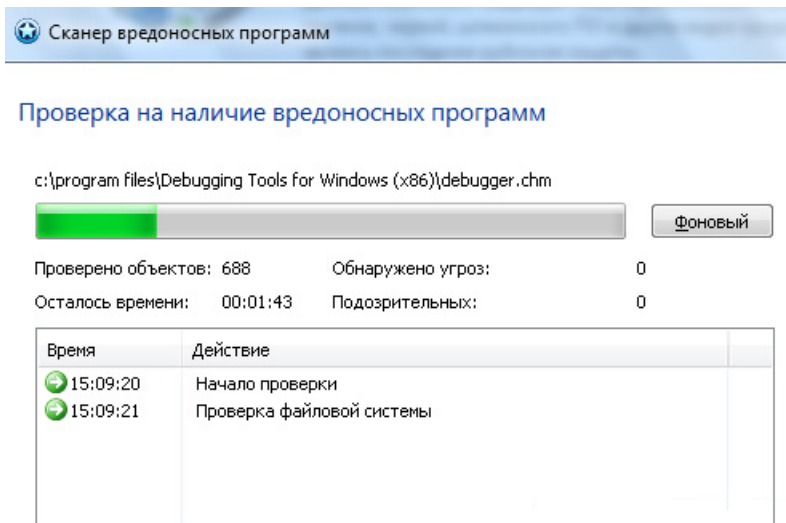 Сканер вредоносных программ
Проверка на наличие вредоносных программ
c:\program files\Debugging Tools for Windows (x86)\debugger.chm
Фоновый
Проверено объектов: 688 Обнаружено угроз: 0
Осталось времени: 00:01:43 Подозрительных: 0
Время Действие
15:09:20 Начало проверки
15:09:21 Проверка файловой системы